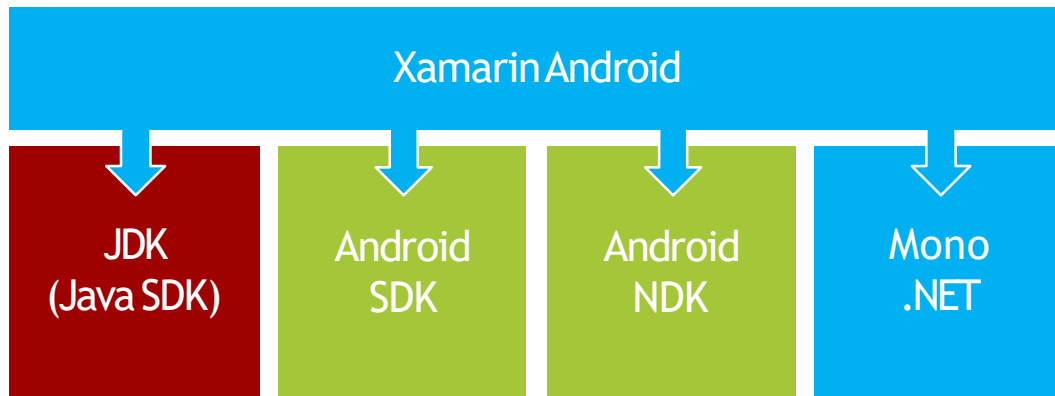 Xamarin Android
JDK
(Java SDK)
Android
SDK
Android
NDK
Mono
.NET